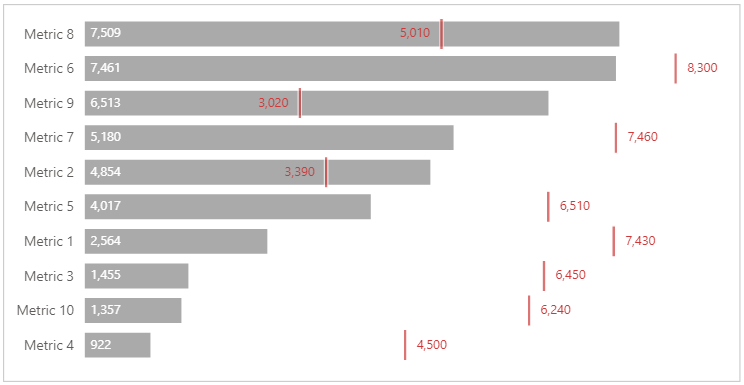 Metric 8 7,509 5,010
Metric 6 7,461 8,300
Metric 9 6,513 3,020
Metric 7 5,180 7,460
Metric 2 4,854 3,390
Metric 5 4,017 6,510
Metric 1 2,564 7,430
Metric 3 1,455 6,450
Metric 10 1,357 6,240
Metric 4 922 4,500